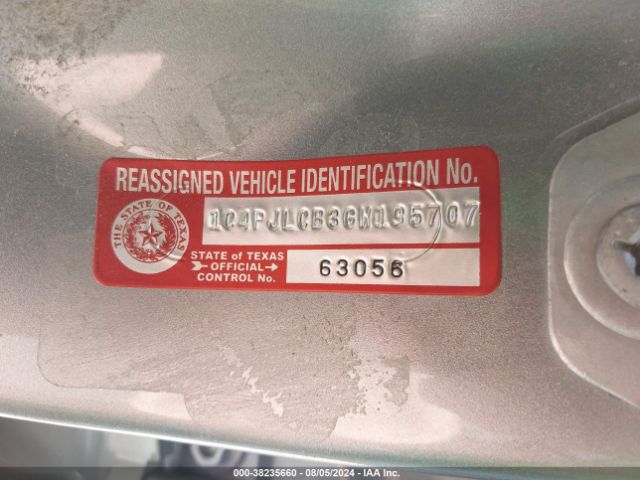 REASSIGNED VEHICLE IDENTIFICATION No.
1C4PJLCB3GW195707
THE STATE OF TEXAS
STATE of TEXAS
OFFICIAL
CONTROL No.
63056
000-38235660 - 08/05/2024 - IAA Inc.